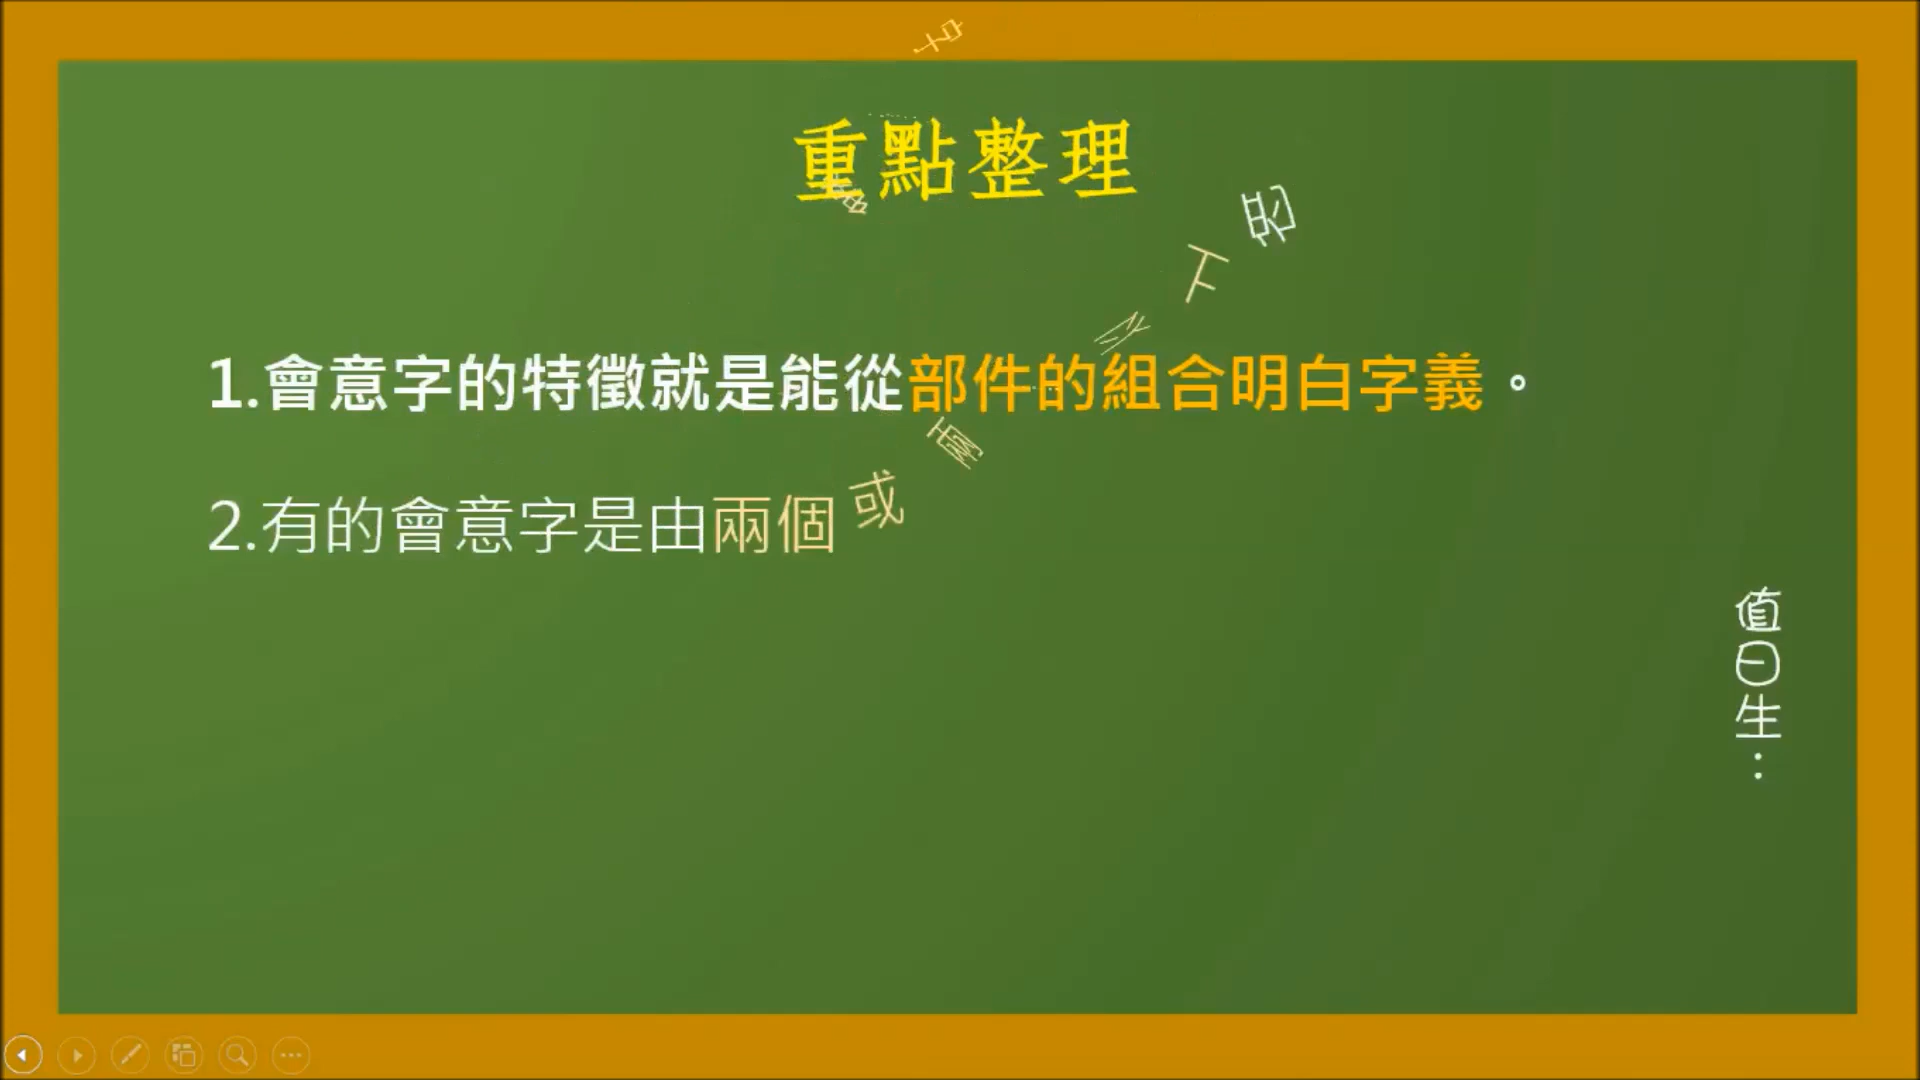 重點整理
1.會意字的特徵就是能從部件的組合明白字義。
2.有的會意字是由兩個或兩
值日生：